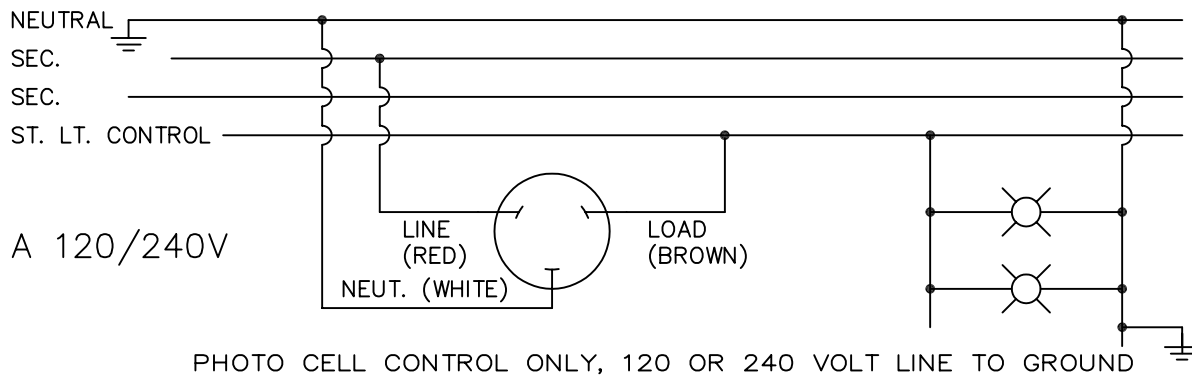 NEUTRAL
SEC.
SEC.
ST. LT. CONTROL
A 120/240V
LINE
(RED)
LOAD
(BROWN)
NEUT. (WHITE)
PHOTO CELL CONTROL ONLY, 120 OR 240 VOLT LINE TO GROUND